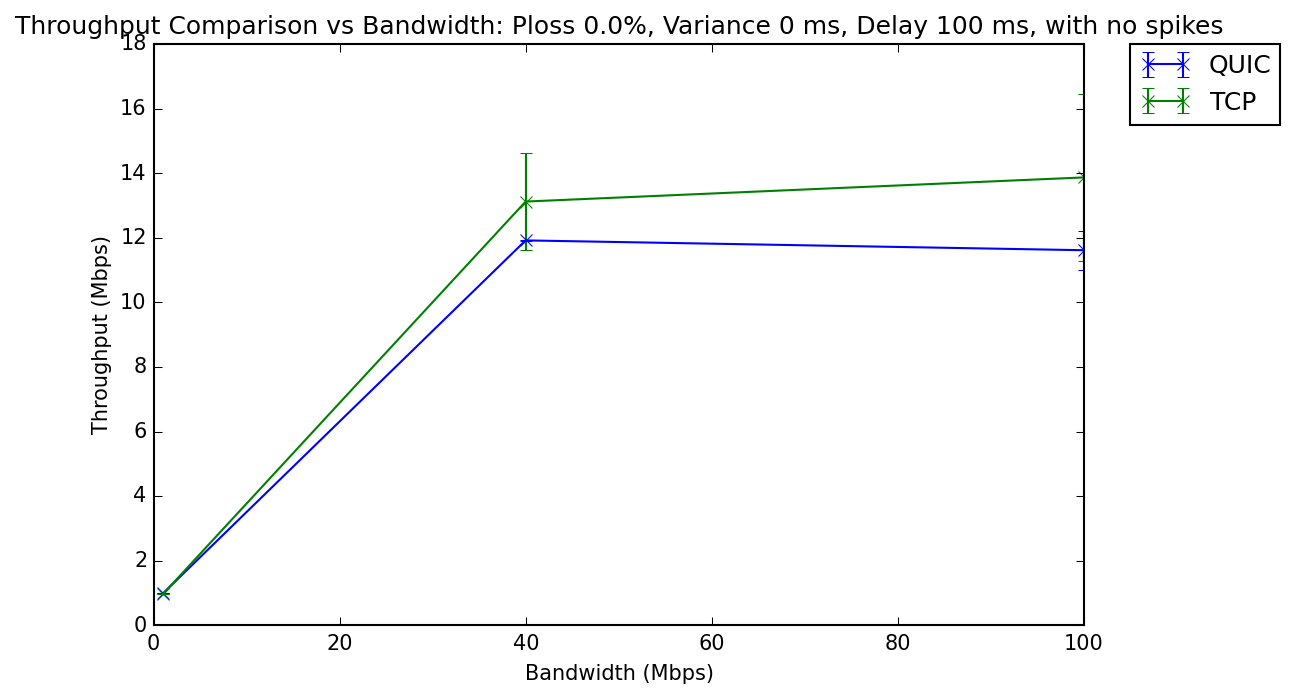 Throughput Comparison vs Bandwidth: Ploss 0.0%, Variance 0 ms, Delay 100 ms, with no spikes
18
16
14
12
10
8
6
4
2
0
Throughput (Mbps)
0 20 40 60 80 100
Bandwidth (Mbps)
QUIC
TCP